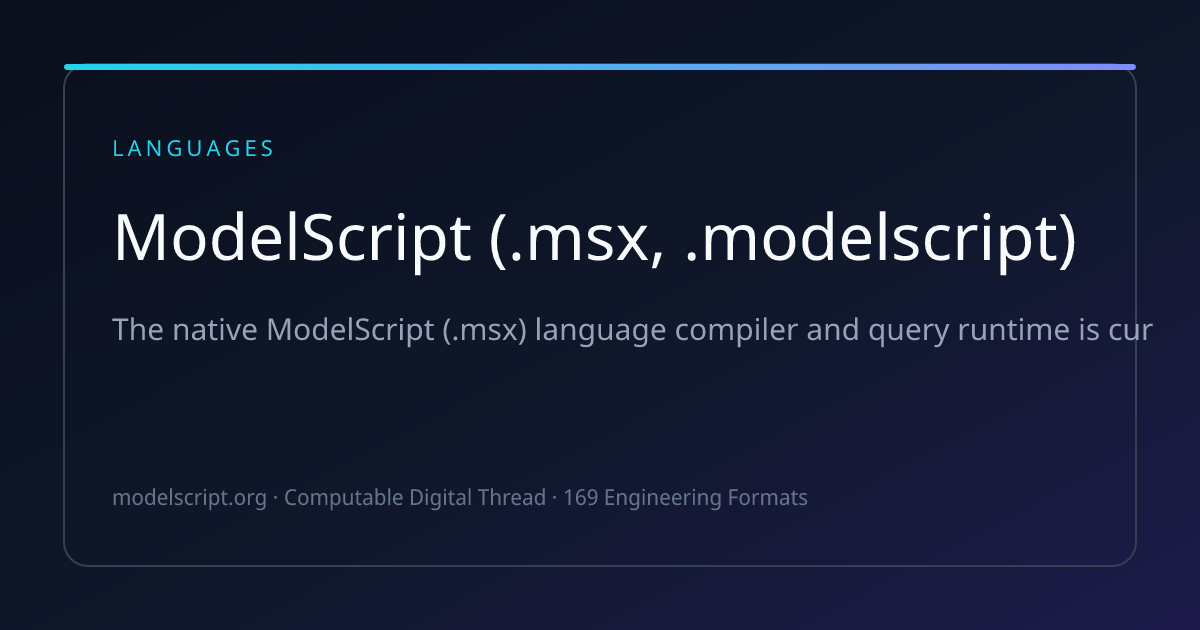 LANGUAGES
ModelScript (.msx, .modelscript)
The native ModelScript (.msx) language compiler and query runtime is cur
modelscript.org · Computable Digital Thread · 169 Engineering Formats